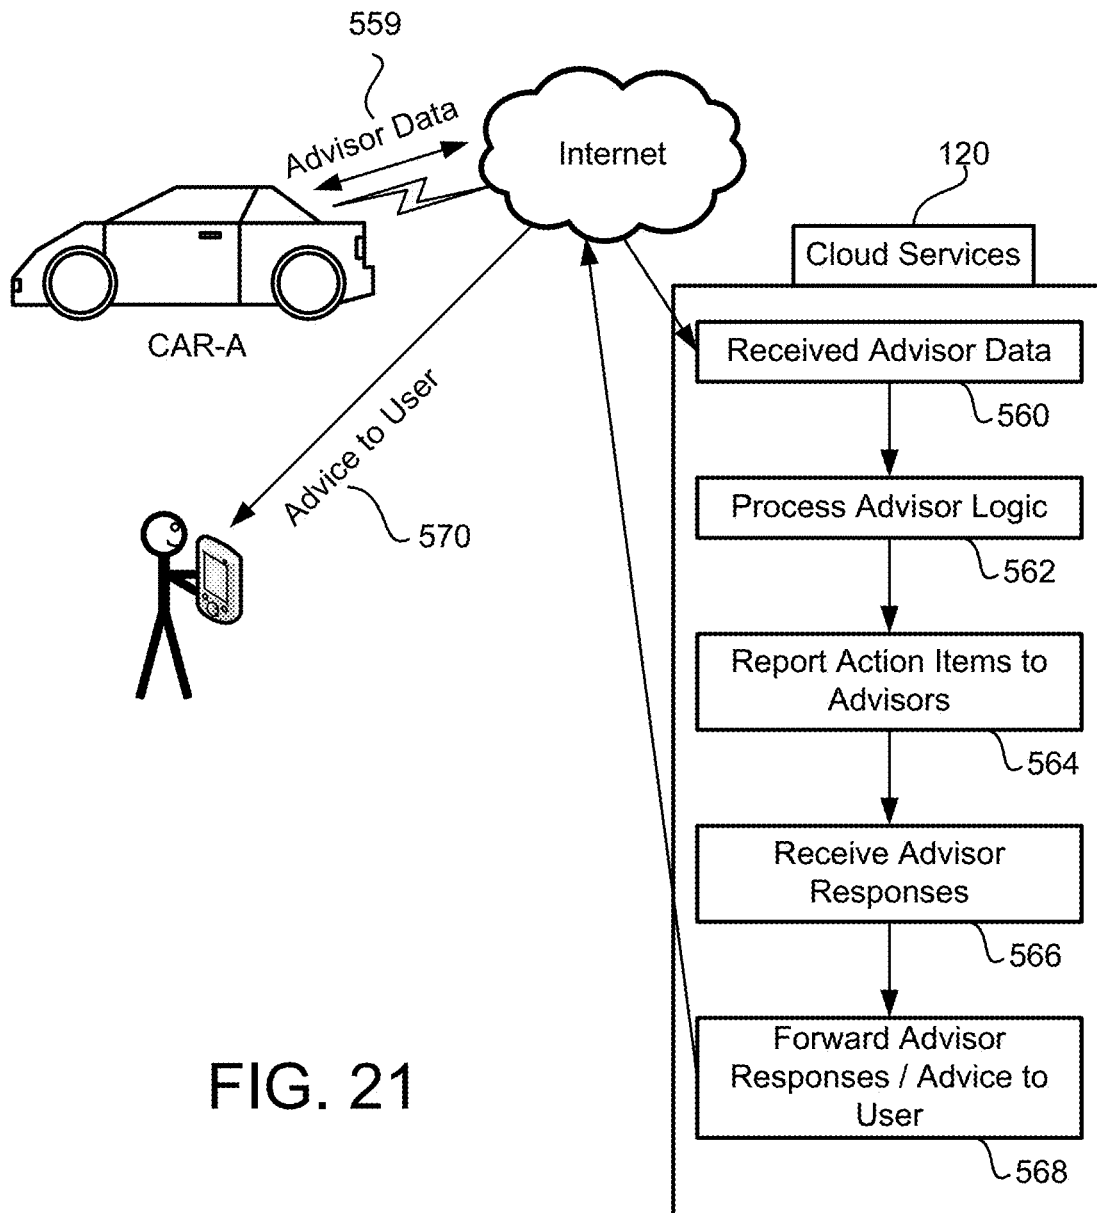 559
Advisor Data
Internet
120
Cloud Services
CAR-A
Received Advisor Data
560
Advice to User
570
Process Advisor Logic
562
Report Action Items to
Advisors
564
Receive Advisor
Responses
566
Forward Advisor
Responses / Advice to
User
568
FIG. 21